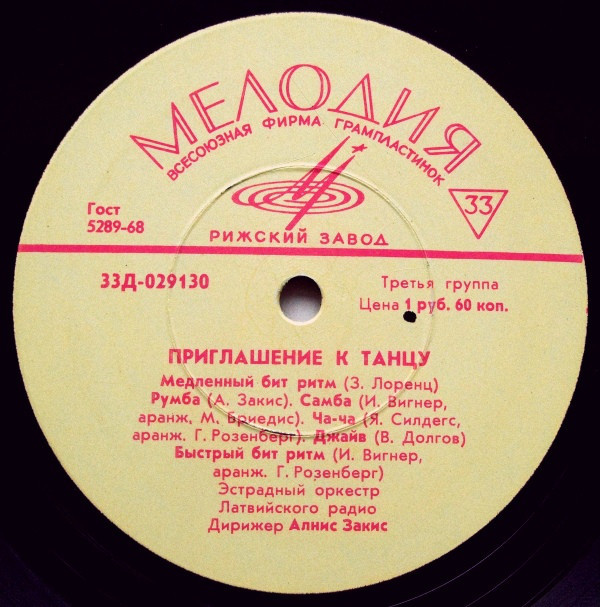 МЕЛОДИЯ
ВСЕСОЮЗНАЯ ФИРМА ГРАМПЛАСТИНОК
33
Гост
5289-68
РИЖСКИЙ ЗАВОД
33Д-029130
Третья группа
Цена 1 руб. 60 коп.
ПРИГЛАШЕНИЕ К ТАНЦУ
Медленный бит ритм (З. Лоренц)
Румба (А. Закис). Самба (И. Вигнер,
аранж. М. Бриедис). Ча-ча (Я. Силдегс,
аранж. Г. Розенберг). Джайв (В. Долгов)
Быстрый бит ритм (И. Вигнер,
аранж. Г. Розенберг)
Эстрадный оркестр
Латвийского радио
Дирижер Алнис Закис